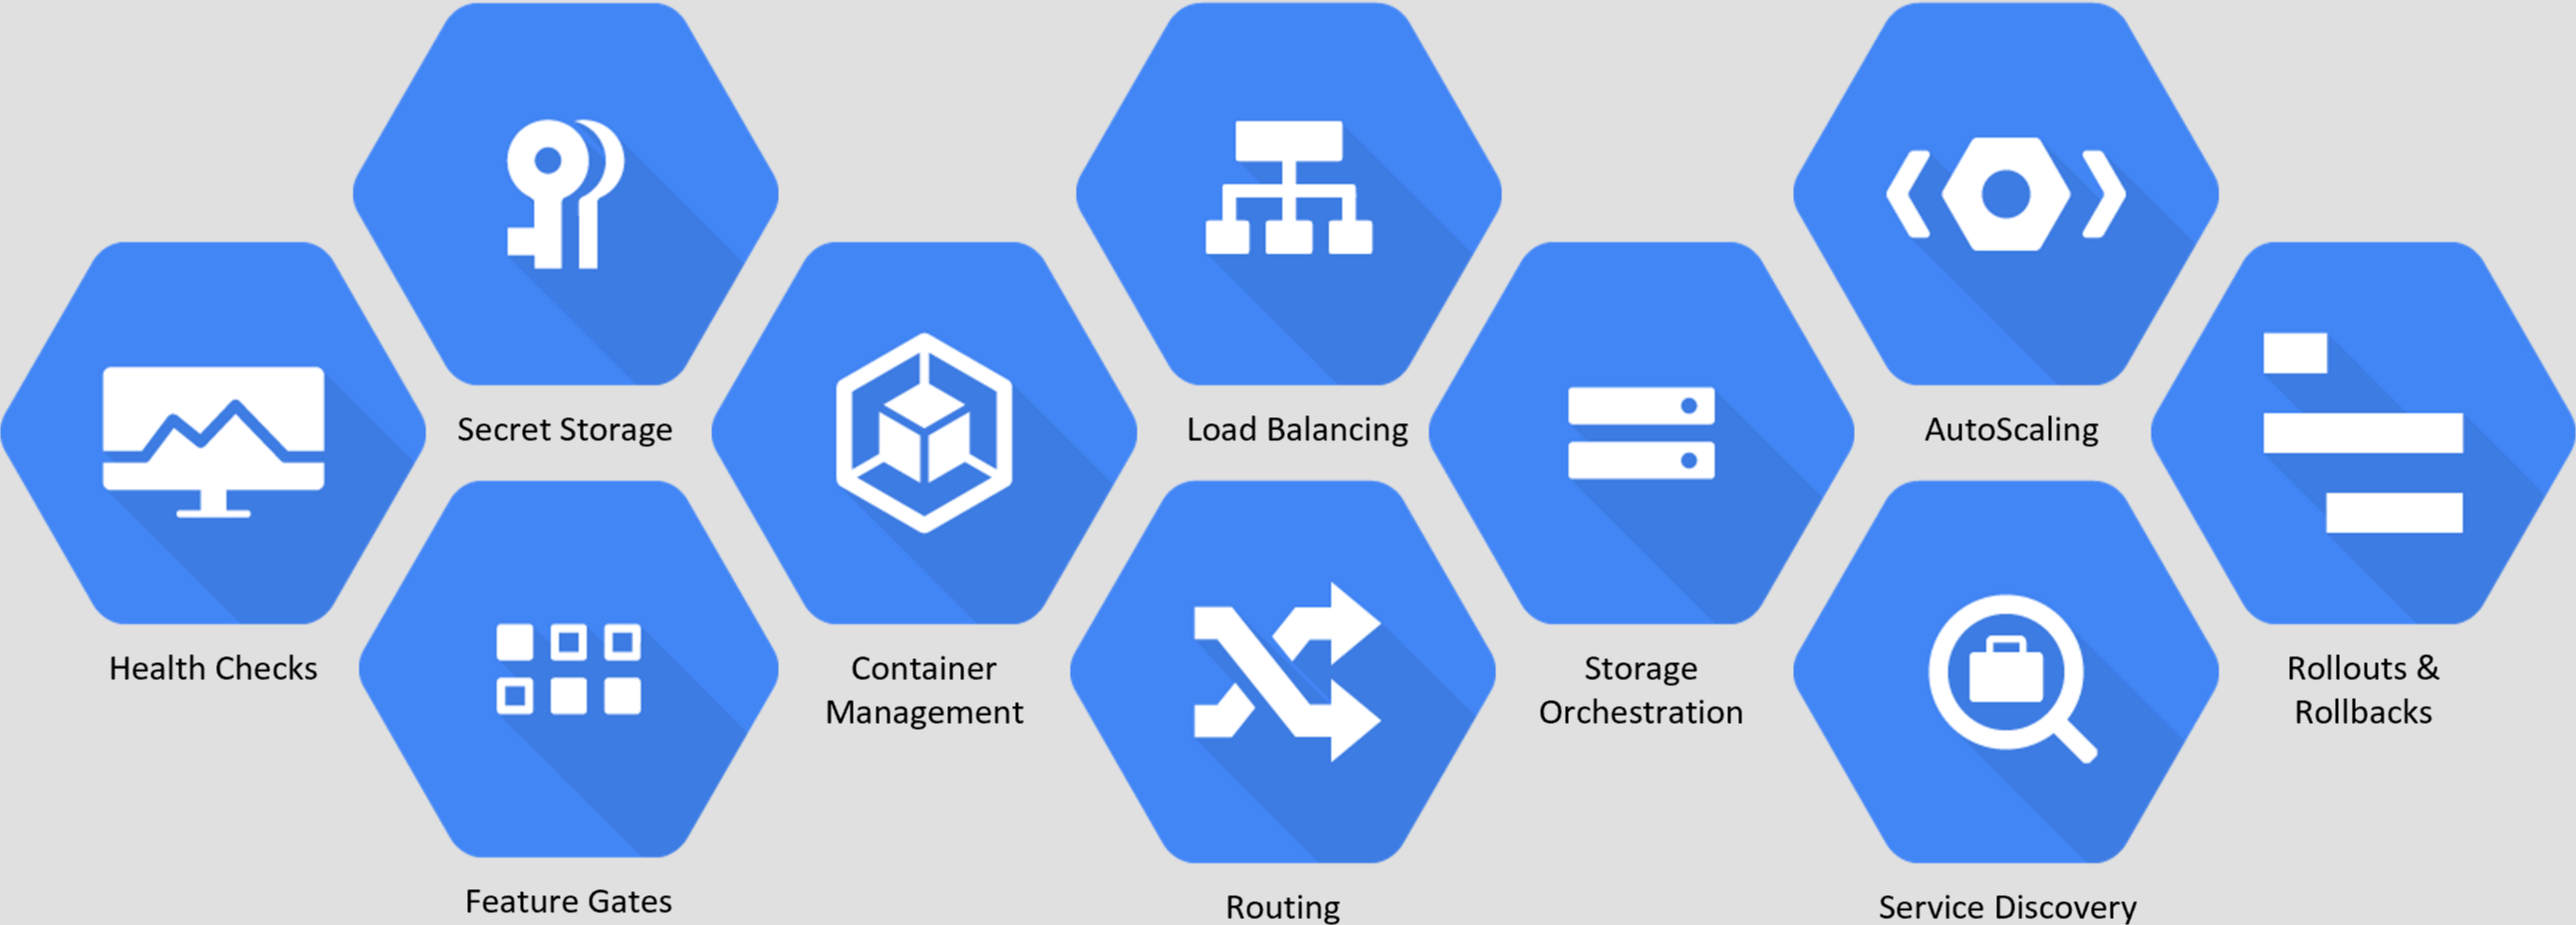 Secret Storage
Load Balancing
AutoScaling
Health Checks
Container
Management
Storage
Orchestration
Rollouts &
Rollbacks
Feature Gates
Routing
Service Discovery